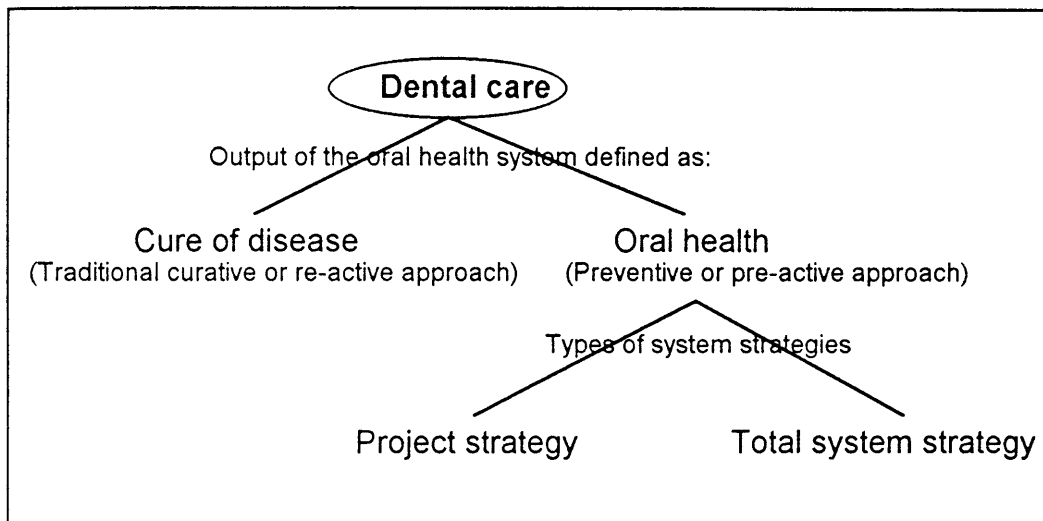 Dental care
Output of the oral health system defined as:
Cure of disease
(Traditional curative or re-active approach)
Oral health
(Preventive or pre-active approach)
Types of system strategies
Project strategy
Total system strategy